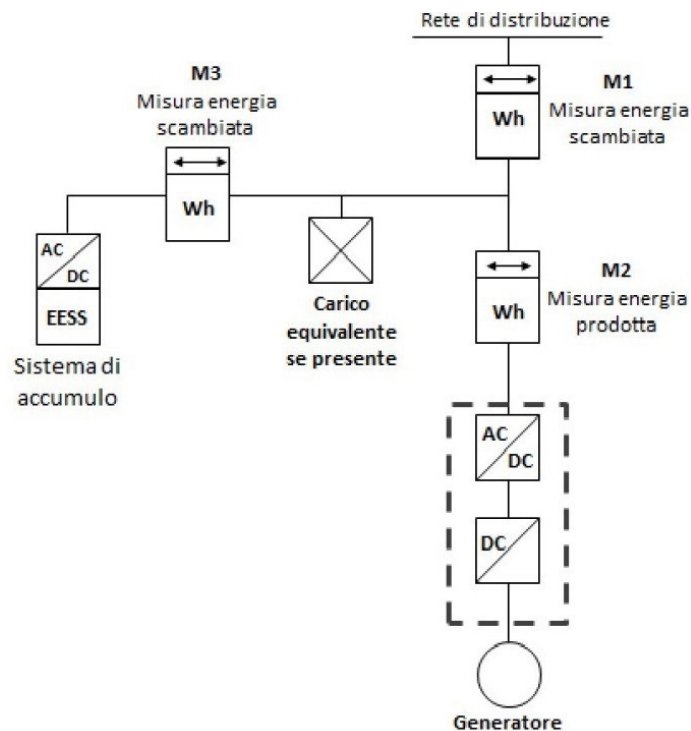 Rete di distribuzione
M3
Misura energia
scambiata
Wh
M1
Misura energia
scambiata
Wh
AC
DC
EESS
Sistema di
accumulo
Carico
equivalente
se presente
Wh
M2
Misura energia
prodotta
AC
DC
DC
Generatore